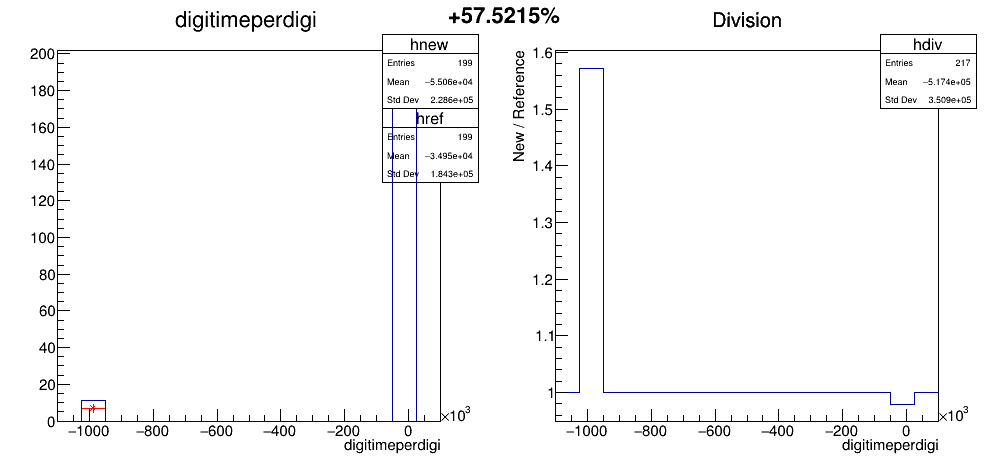 +57.5215%
digitimeperdigi
hnew
Entries 199
Mean −5.506e+04
Std Dev 2.286e+05
href
Entries 199
Mean −3.495e+04
Std Dev 1.843e+05
200
180
160
140
120
100
80
60
40
20
0
−1000 −800 −600 −400 −200 0
×10³
digitimeperdigi
Division
hdiv
Entries 217
Mean −5.174e+05
Std Dev 3.509e+05
New / Reference
1.6
1.5
1.4
1.3
1.2
1.1
1
−1000 −800 −600 −400 −200 0
×10³
digitimeperdigi